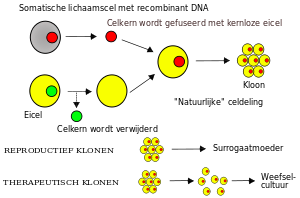 Somatische lichaamscel met recombinant DNA
Celkern wordt gefuseerd met kernloze eicel
Kloon
"Natuurlijke" celdeling
Eicel
Celkern wordt verwijderd
REPRODUCTIEF KLONEN
Surrogaatmoeder
THERAPEUTISCH KLONEN
Weefsel-
cultuur